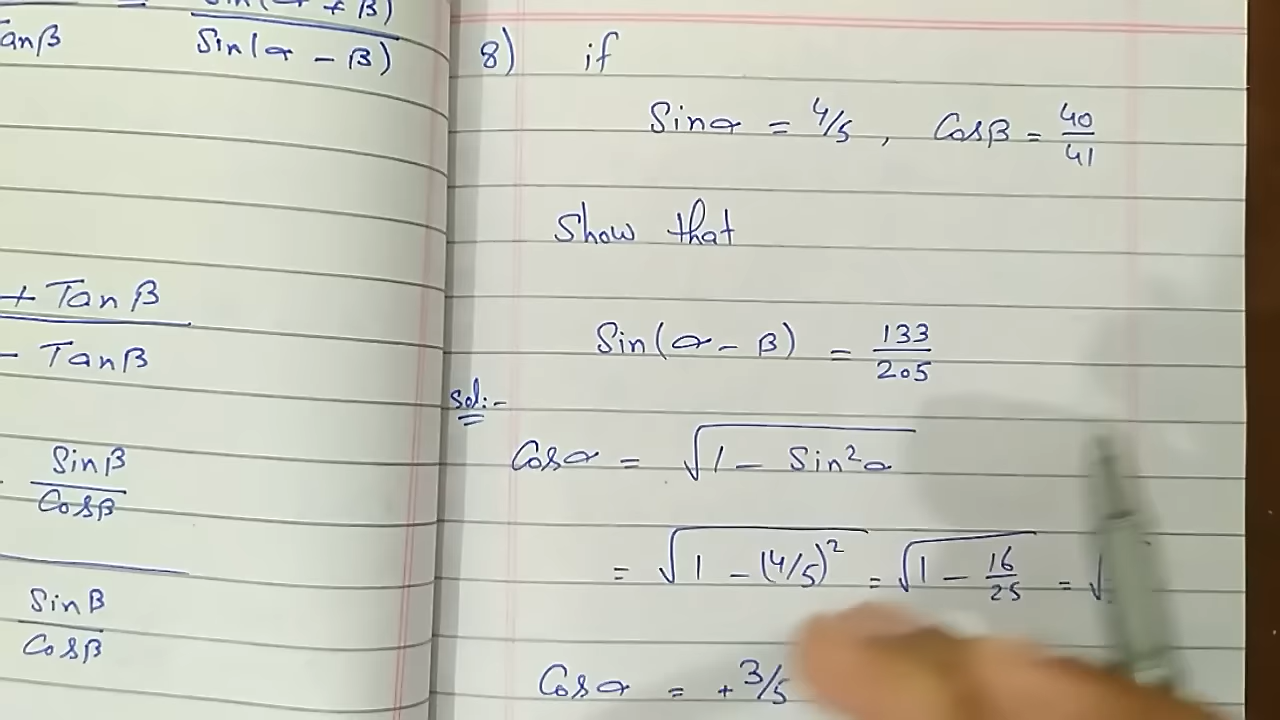 Sin(α + β)
Tanβ = Sin(α - β)
+ Tan β
- Tanβ
Sinβ
Cosβ
Sinβ
Cosβ
8) if
Sinα = 4/5, Cosβ = 40/41
Show that
Sin(α - β) = 133/205
Sol:-
Cosα = √1 - Sin²α
= √1 - (4/5)² = √1 - 16/25 = √
Cosα = + 3/5